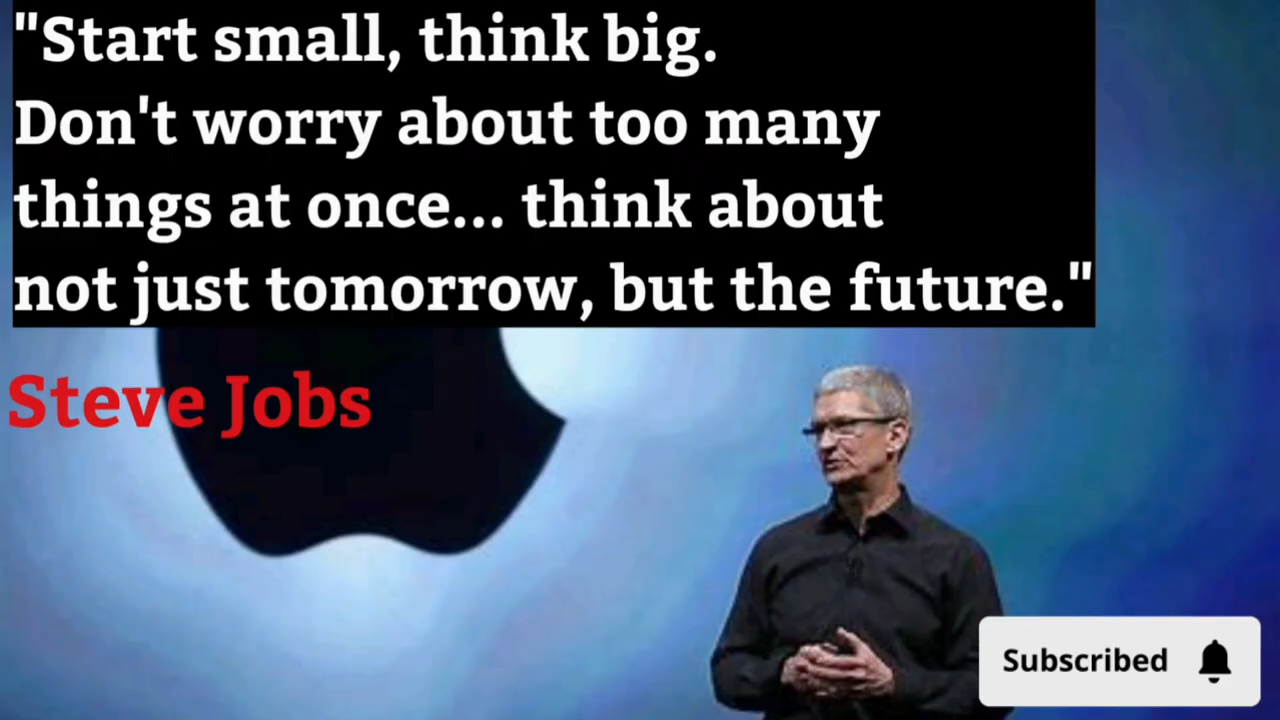 "Start small, think big.
Don't worry about too many
things at once... think about
not just tomorrow, but the future."
Steve Jobs
Subscribed